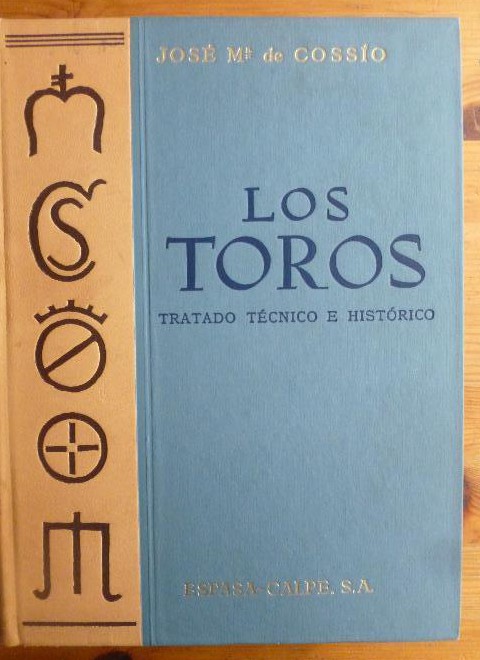 JOSÉ Mª de COSSÍO
LOS
TOROS
TRATADO TÉCNICO E HISTÓRICO
ESPASA-CALPE, S.A.